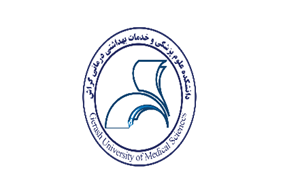 دانشکده علوم پزشکی و خدمات بهداشتی درمانی گراش
Gerash University of Medical Sciences